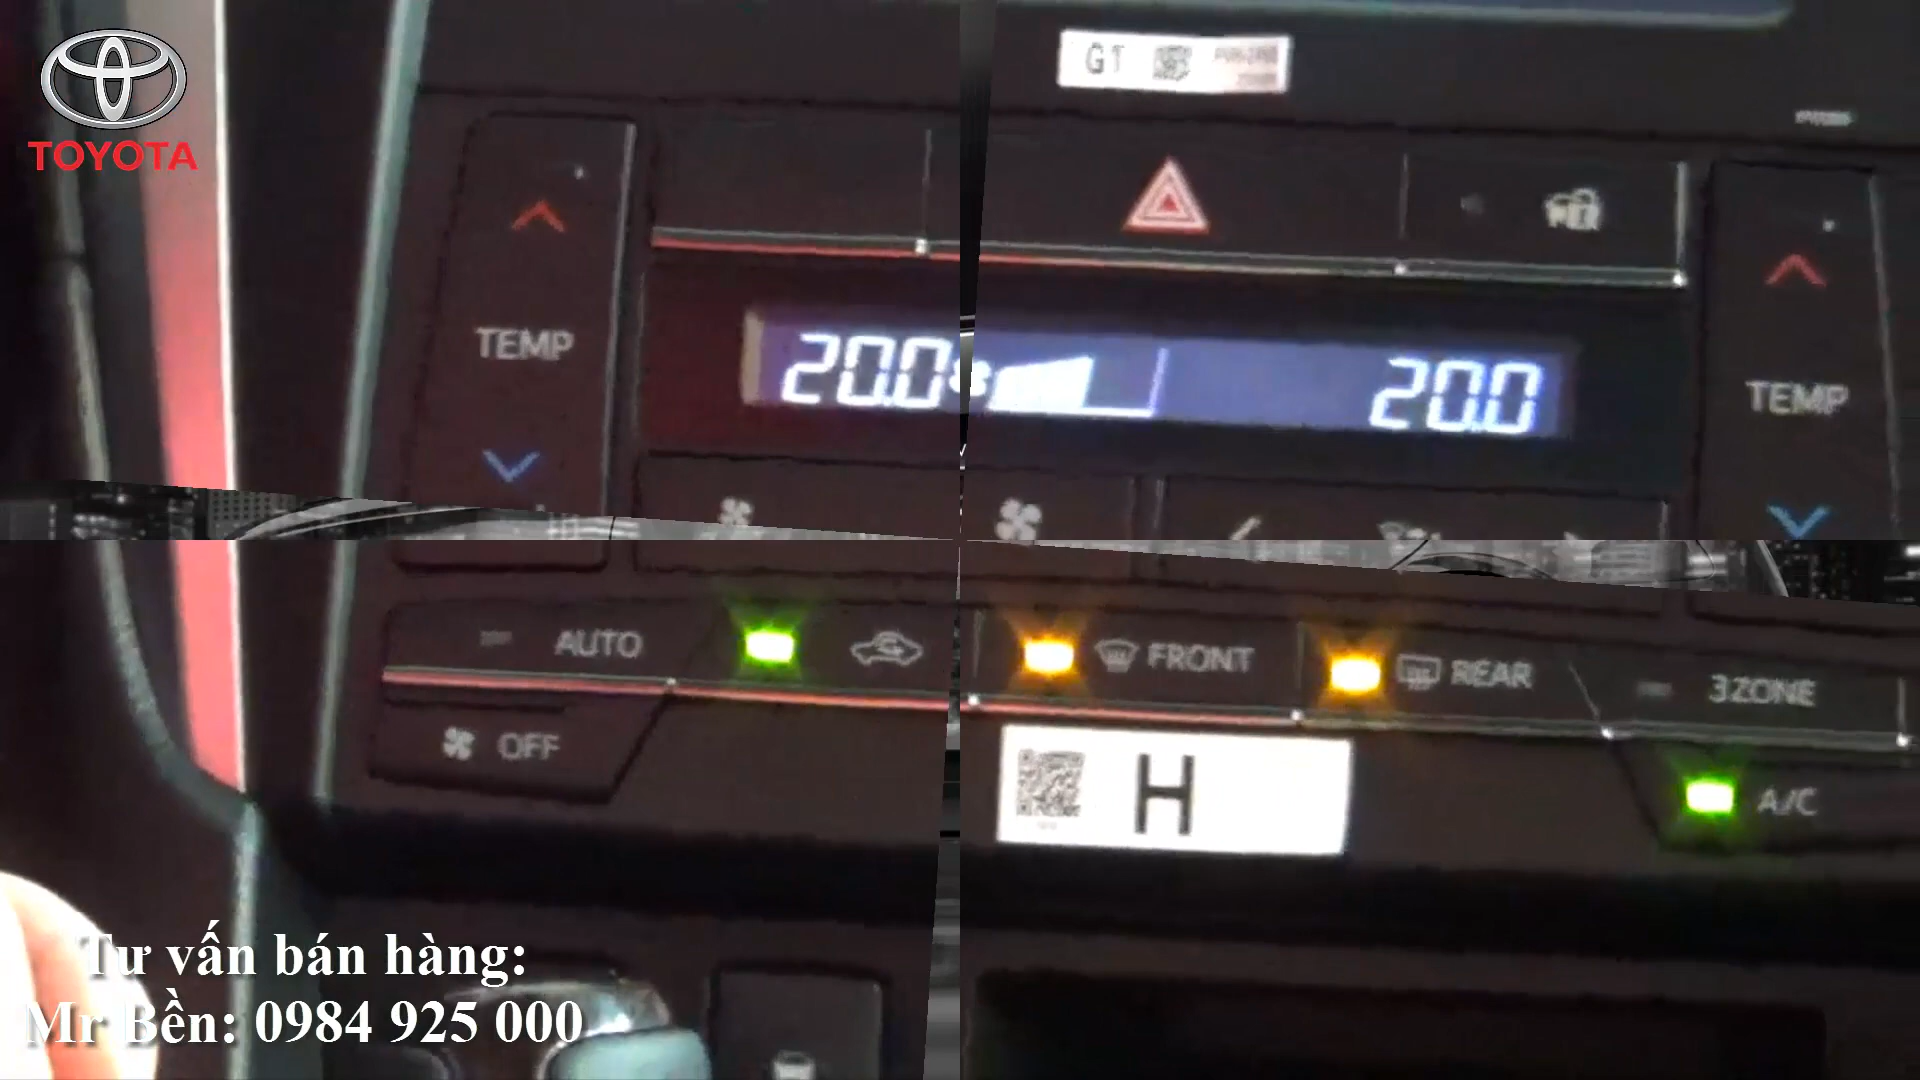 TOYOTA
G1
TEMP
20.0
20.0
TEMP
AUTO
FRONT
REAR
3ZONE
OFF
H
A/C
Tư vấn bán hàng:
Mr Bền: 0984 925 000